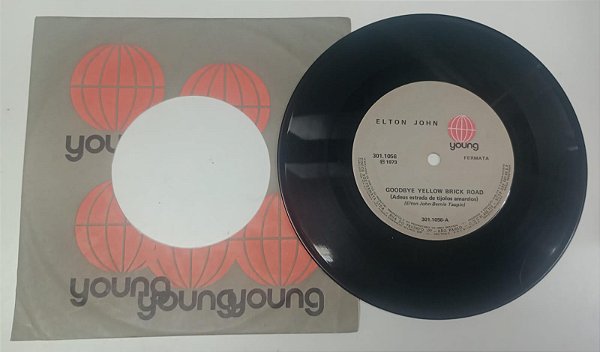 young
young
young
young
ELTON JOHN
young
301.1056
FERMATA
℗ 1973
GOODBYE YELLOW BRICK ROAD
(Adeus estrada de tijolos amarelos)
(Elton John Bernie Taupin)
301.1056-A